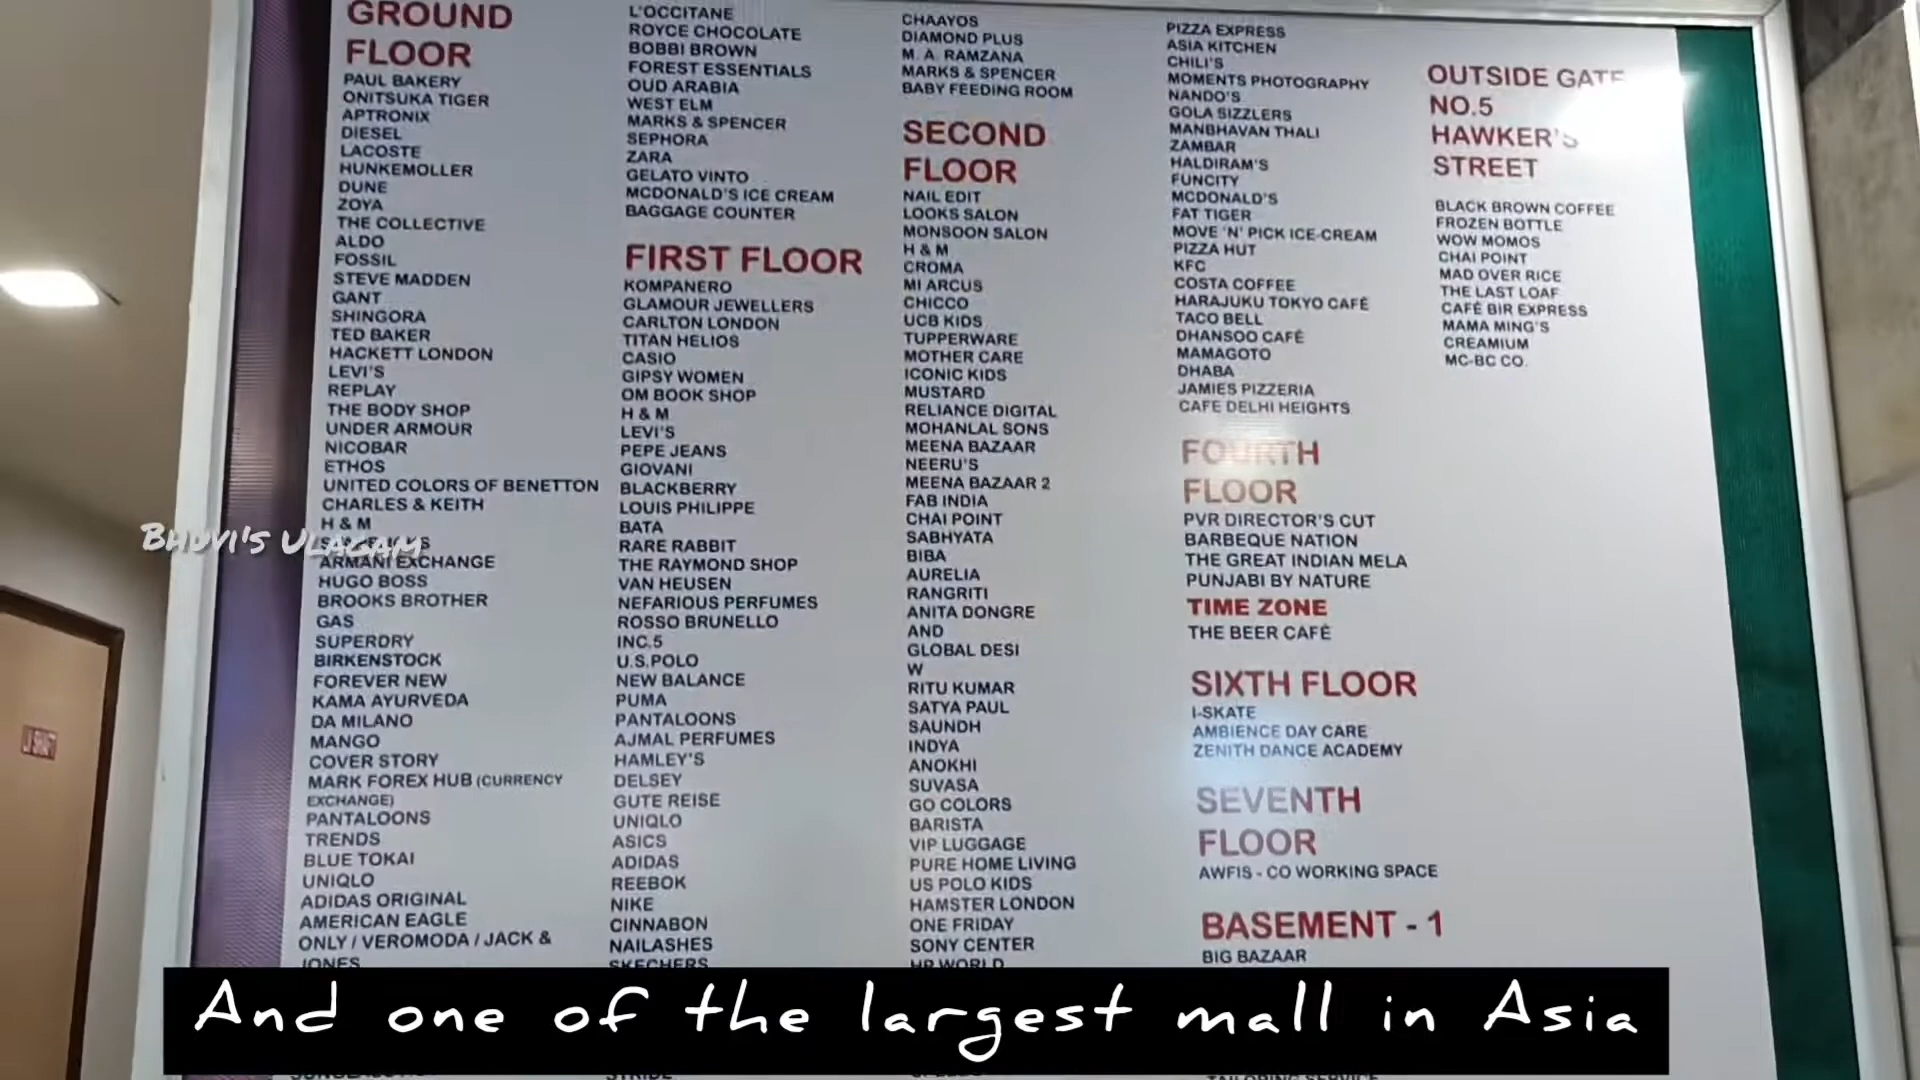 GROUND
FLOOR
PAUL BAKERY
ONITSUKA TIGER
APTRONIX
DIESEL
LACOSTE
HUNKEMOLLER
DUNE
ZOYA
THE COLLECTIVE
ALDO
FOSSIL
STEVE MADDEN
GANT
SHINGORA
TED BAKER
HACKETT LONDON
LEVI'S
REPLAY
THE BODY SHOP
UNDER ARMOUR
NICOBAR
ETHOS
UNITED COLORS OF BENETTON
CHARLES & KEITH
H & M
ARMANI EXCHANGE
HUGO BOSS
BROOKS BROTHER
GAS
SUPERDRY
BIRKENSTOCK
FOREVER NEW
KAMA AYURVEDA
DA MILANO
MANGO
COVER STORY
MARK FOREX HUB (CURRENCY
EXCHANGE)
PANTALOONS
TRENDS
BLUE TOKAI
UNIQLO
ADIDAS ORIGINAL
AMERICAN EAGLE
ONLY / VEROMODA / JACK &
JONES
L'OCCITANE
ROYCE CHOCOLATE
BOBBI BROWN
FOREST ESSENTIALS
OUD ARABIA
WEST ELM
MARKS & SPENCER
SEPHORA
ZARA
GELATO VINTO
MCDONALD'S ICE CREAM
BAGGAGE COUNTER
FIRST FLOOR
KOMPANERO
GLAMOUR JEWELLERS
CARLTON LONDON
TITAN HELIOS
CASIO
GIPSY WOMEN
OM BOOK SHOP
H & M
LEVI'S
PEPE JEANS
GIOVANI
BLACKBERRY
LOUIS PHILIPPE
BATA
RARE RABBIT
THE RAYMOND SHOP
VAN HEUSEN
NEFARIOUS PERFUMES
ROSSO BRUNELLO
INC.5
U.S.POLO
NEW BALANCE
PUMA
PANTALOONS
AJMAL PERFUMES
HAMLEY'S
DELSEY
GUTE REISE
UNIQLO
ASICS
ADIDAS
REEBOK
NIKE
CINNABON
NAILASHES
SKECHERS
CHAAYOS
DIAMOND PLUS
M. A. RAMZANA
MARKS & SPENCER
BABY FEEDING ROOM
SECOND
FLOOR
NAIL EDIT
LOOKS SALON
MONSOON SALON
H & M
CROMA
MI ARCUS
CHICCO
UCB KIDS
TUPPERWARE
MOTHER CARE
ICONIC KIDS
MUSTARD
RELIANCE DIGITAL
MOHANLAL SONS
MEENA BAZAAR
NEERU'S
MEENA BAZAAR 2
FAB INDIA
CHAI POINT
SABHYATA
BIBA
AURELIA
RANGRITI
ANITA DONGRE
AND
GLOBAL DESI
W
RITU KUMAR
SATYA PAUL
SAUNDH
INDYA
ANOKHI
SUVASA
GO COLORS
BARISTA
VIP LUGGAGE
PURE HOME LIVING
US POLO KIDS
HAMSTER LONDON
ONE FRIDAY
SONY CENTER
HP WORLD
PIZZA EXPRESS
ASIA KITCHEN
CHILI'S
MOMENTS PHOTOGRAPHY
NANDO'S
GOLA SIZZLERS
MANBHAVAN THALI
ZAMBAR
HALDIRAM'S
FUNCITY
MCDONALD'S
FAT TIGER
MOVE 'N' PICK ICE-CREAM
PIZZA HUT
KFC
COSTA COFFEE
HARAJUKU TOKYO CAFÉ
TACO BELL
DHANSOO CAFÉ
MAMAGOTO
DHABA
JAMIES PIZZERIA
CAFE DELHI HEIGHTS
FOURTH
FLOOR
PVR DIRECTOR'S CUT
BARBEQUE NATION
THE GREAT INDIAN MELA
PUNJABI BY NATURE
TIME ZONE
THE BEER CAFÉ
SIXTH FLOOR
I-SKATE
AMBIENCE DAY CARE
ZENITH DANCE ACADEMY
SEVENTH
FLOOR
AWFIS - CO WORKING SPACE
BASEMENT - 1
BIG BAZAAR
OUTSIDE GATE
NO.5
HAWKER'S
STREET
BLACK BROWN COFFEE
FROZEN BOTTLE
WOW MOMOS
CHAI POINT
MAD OVER RICE
THE LAST LOAF
CAFÉ BIR EXPRESS
MAMA MING'S
CREAMIUM
MC-BC CO.
Bhuvi's Ulagam
And one of the largest mall in Asia